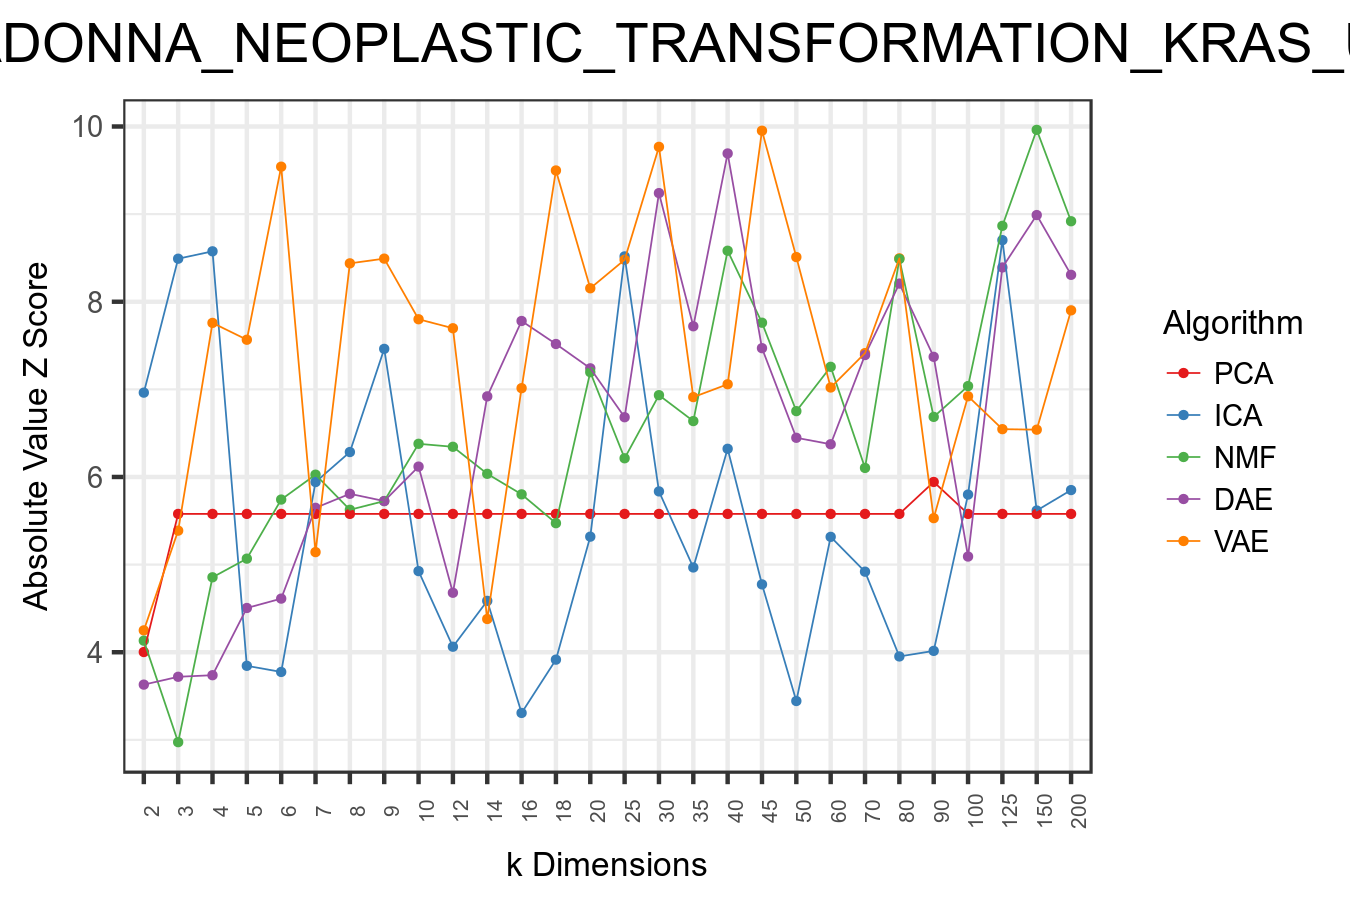 ADONNA_NEOPLASTIC_TRANSFORMATION_KRAS_U
10
8
6
4
Absolute Value Z Score
2 3 4 5 6 7 8 9 10 12 14 16 18 20 25 30 35 40 45 50 60 70 80 90 100 125 150 200
k Dimensions
Algorithm
PCA
ICA
NMF
DAE
VAE